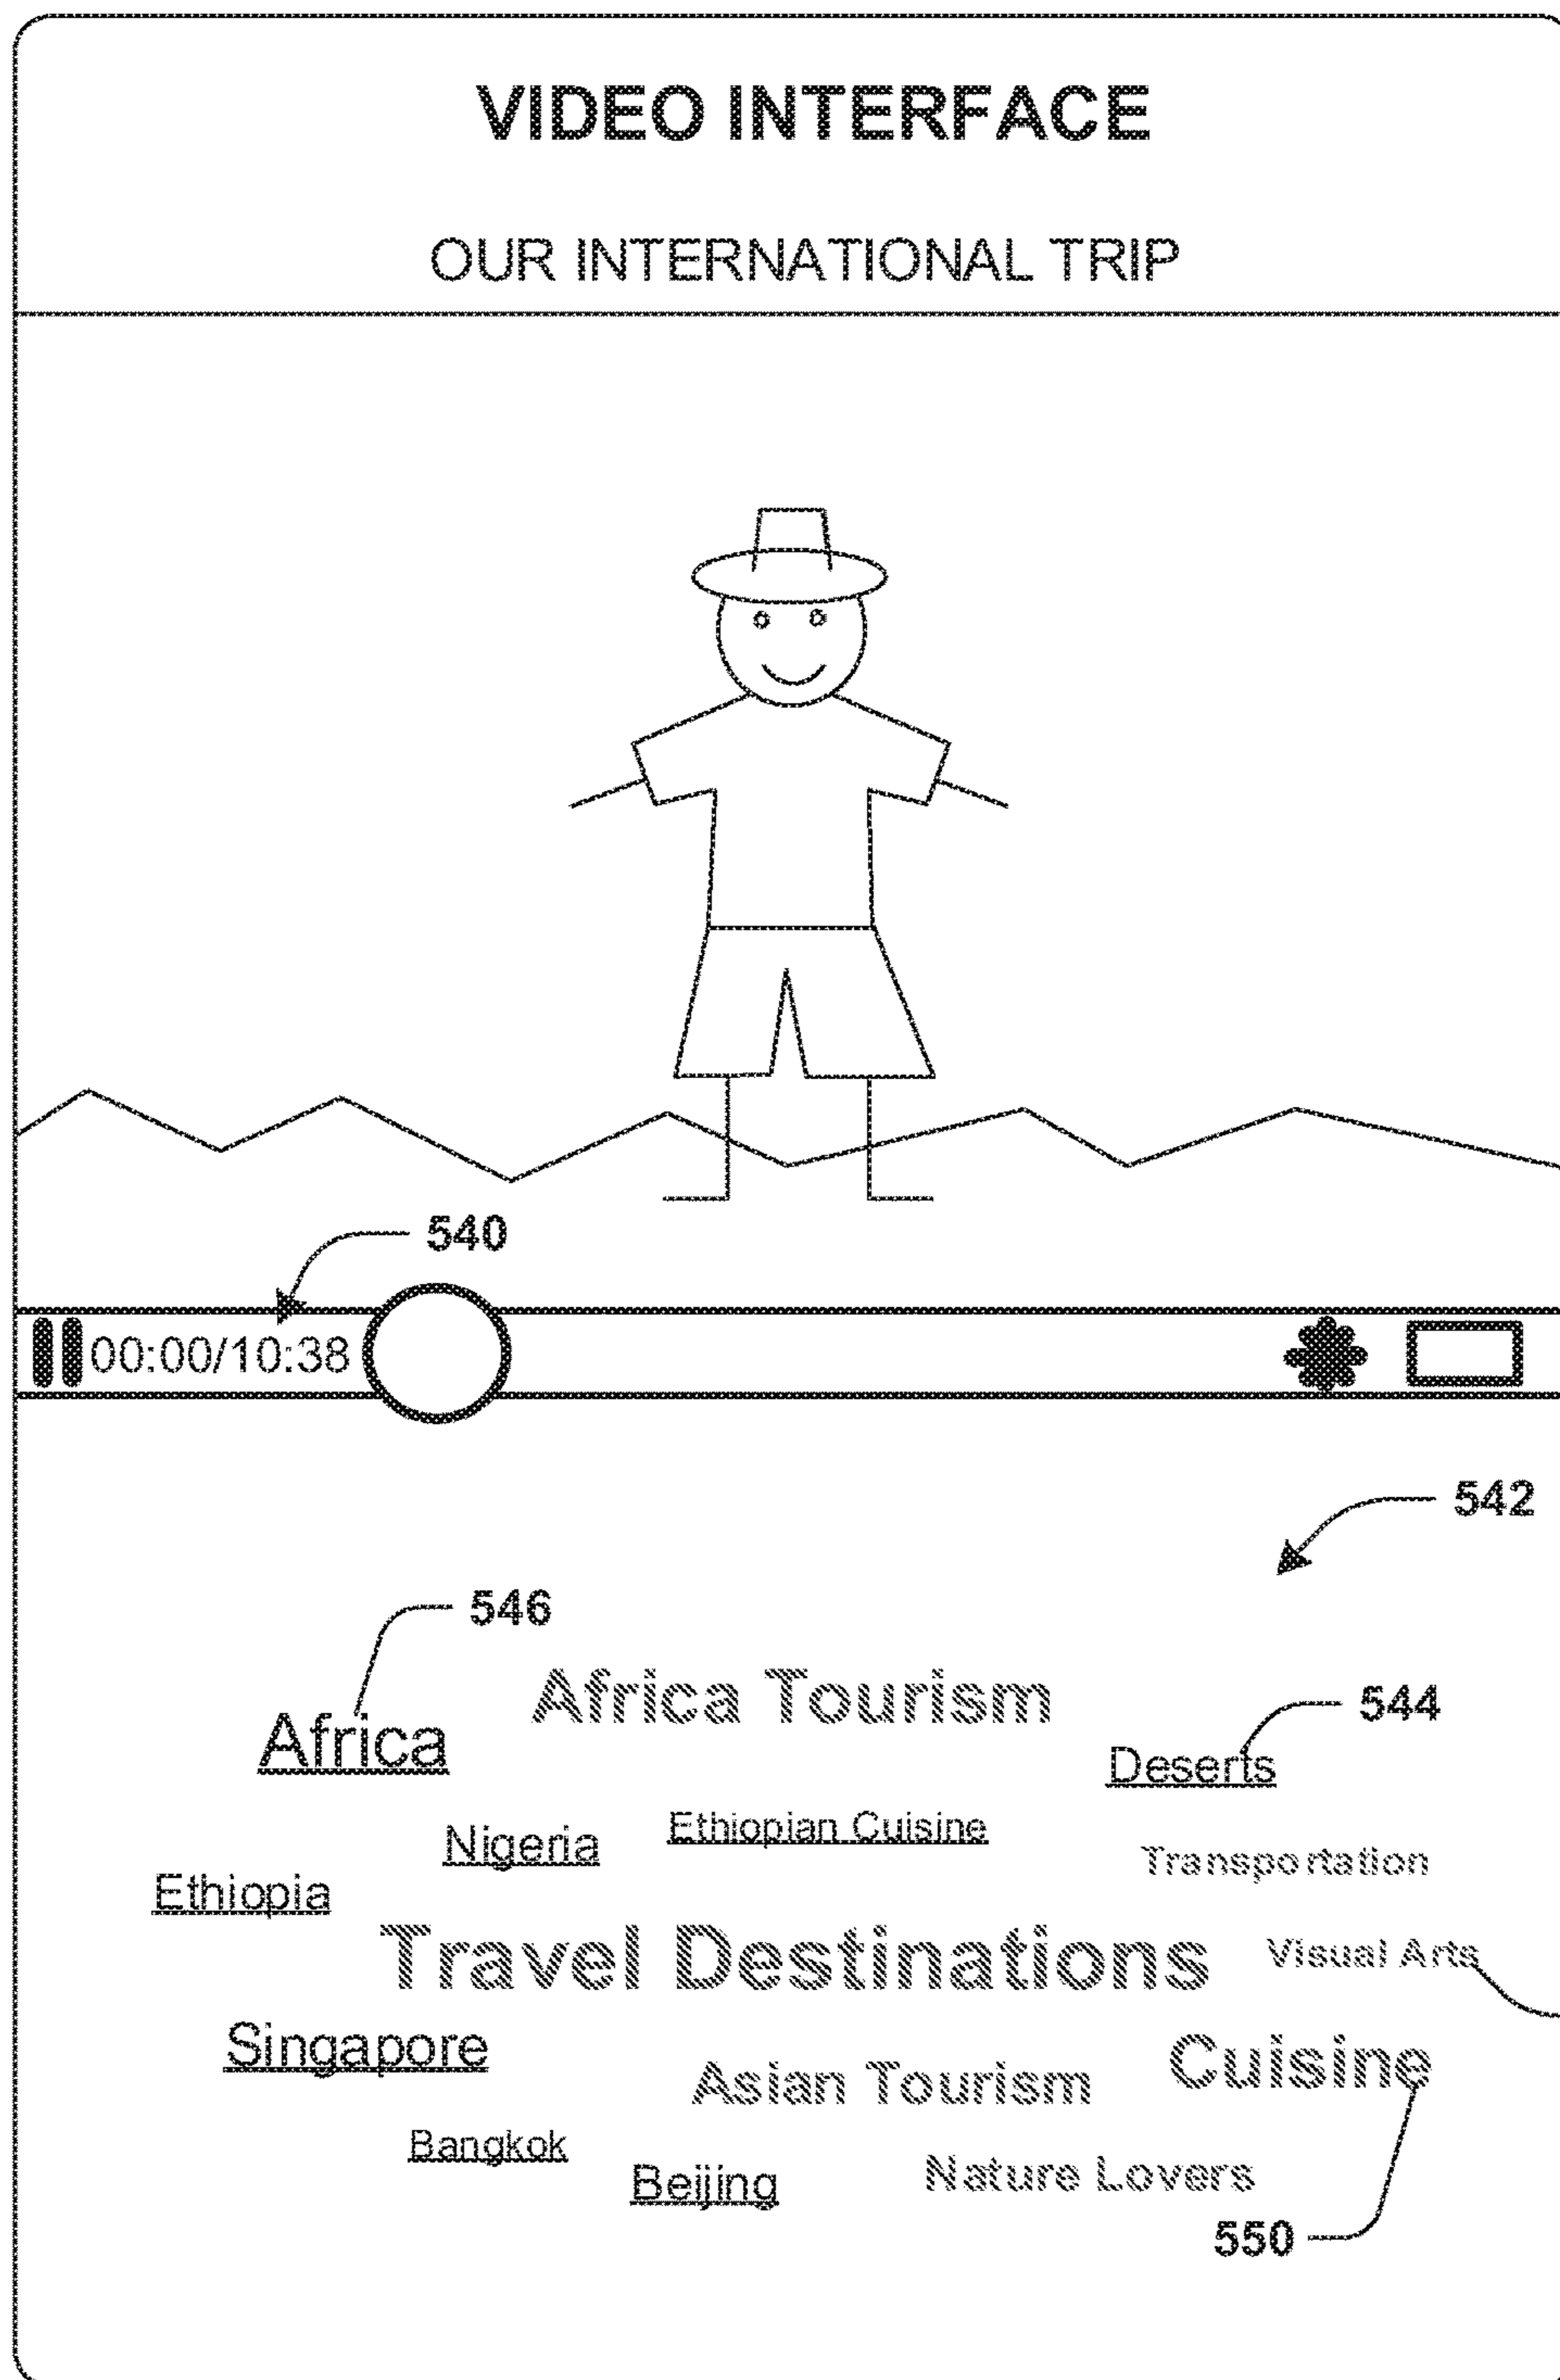 VIDEO INTERFACE
OUR INTERNATIONAL TRIP
540
00:00/10:38
542
546
Africa Tourism
544
Africa
Deserts
Nigeria
Ethiopian Cuisine
Transportation
Ethiopia
Travel Destinations
Visual Arts
Singapore
Cuisine
Asian Tourism
Bangkok
Beijing
Nature Lovers
550